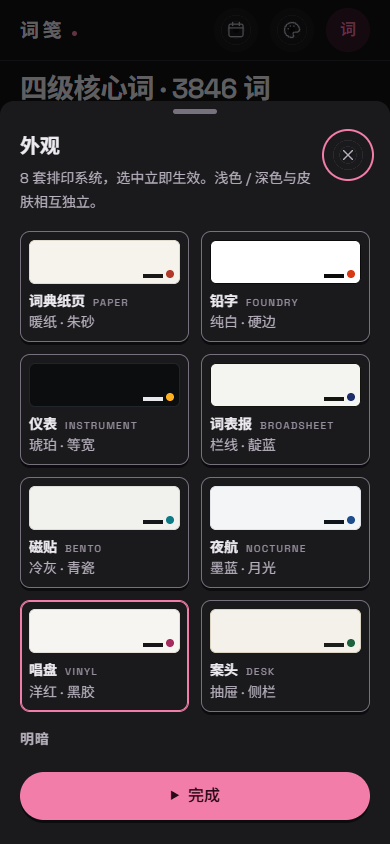 词笺
词
四级核心词 · 3846 词
外观
8 套排印系统，选中立即生效。浅色 / 深色与皮
肤相互独立。
词典纸页 PAPER
暖纸 · 朱砂
铅字 FOUNDRY
纯白 · 硬边
仪表 INSTRUMENT
琥珀 · 等宽
词表报 BROADSHEET
栏线 · 靛蓝
磁贴 BENTO
冷灰 · 青瓷
夜航 NOCTURNE
墨蓝 · 月光
唱盘 VINYL
洋红 · 黑胶
案头 DESK
抽屉 · 侧栏
明暗
完成